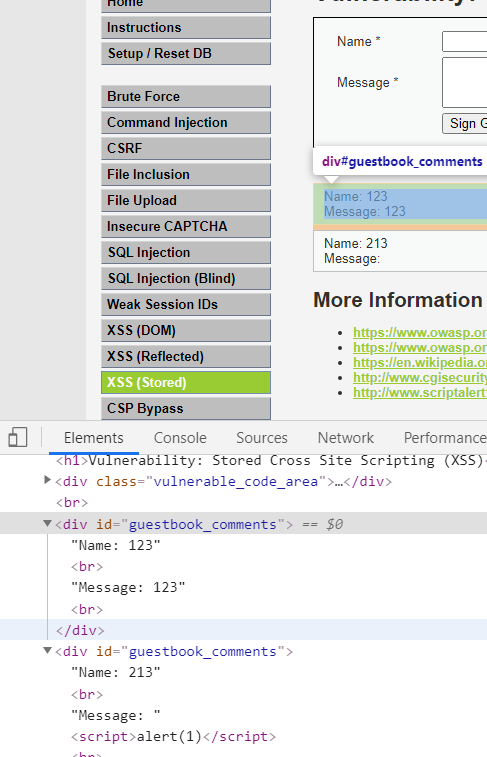 Home
Instructions
Setup / Reset DB
Brute Force
Command Injection
CSRF
File Inclusion
File Upload
Insecure CAPTCHA
SQL Injection
SQL Injection (Blind)
Weak Session IDs
XSS (DOM)
XSS (Reflected)
XSS (Stored)
CSP Bypass
Name *
Message *
Sign G
div#guestbook_comments
Name: 123
Message: 123
Name: 213
Message:
More Information
https://www.owasp.or
https://www.owasp.or
https://en.wikipedia.o
http://www.cgisecurity
http://www.scriptalert
Elements Console Sources Network Performance
<h1>Vulnerability: Stored Cross Site Scripting (XSS)
<div class="vulnerable_code_area">…</div>
<br>
<div id="guestbook_comments"> == $0
"Name: 123"
<br>
"Message: 123"
<br>
</div>
<div id="guestbook_comments">
"Name: 213"
<br>
"Message: "
<script>alert(1)</script>
<br>